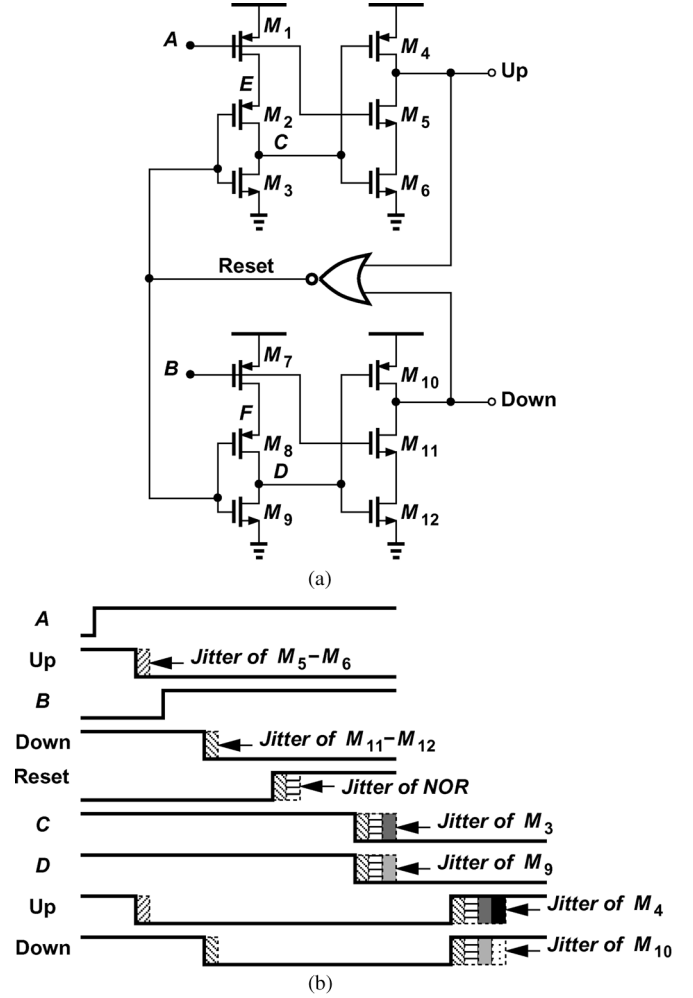 M1
A
M4
Up
E
M2
M5
C
M3
M6
Reset
M7
B
M10
Down
F
M8
M11
D
M9
M12
(a)
A
Up
Jitter of M5−M6
B
Down
Jitter of M11−M12
Reset
Jitter of NOR
C
Jitter of M3
D
Jitter of M9
Up
Jitter of M4
Down
Jitter of M10
(b)